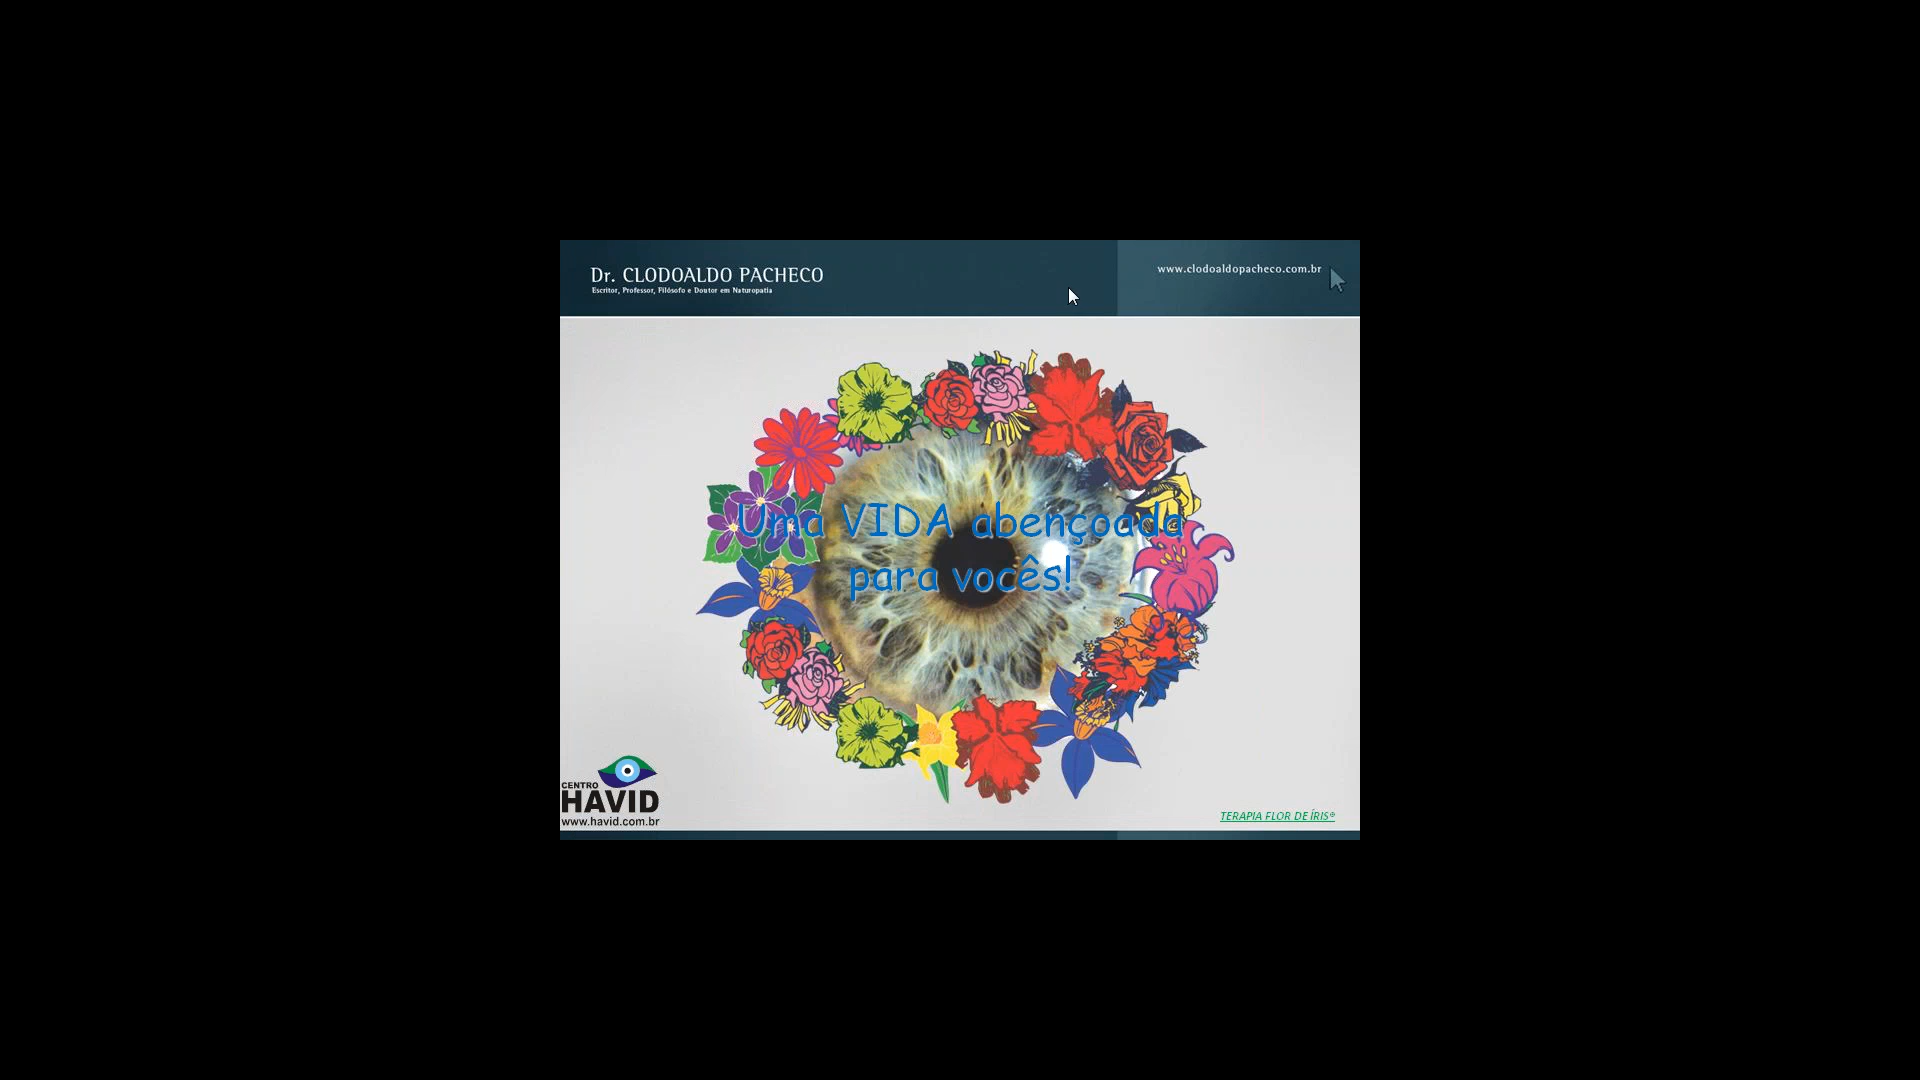 Dr. CLODOALDO PACHECO
Escritor, Professor, Filósofo e Doutor em Naturopatia
www.clodoaldopacheco.com.br
Uma VIDA abençoada
para vocês!
CENTRO
HAVID
www.havid.com.br
TERAPIA FLOR DE ÍRIS®